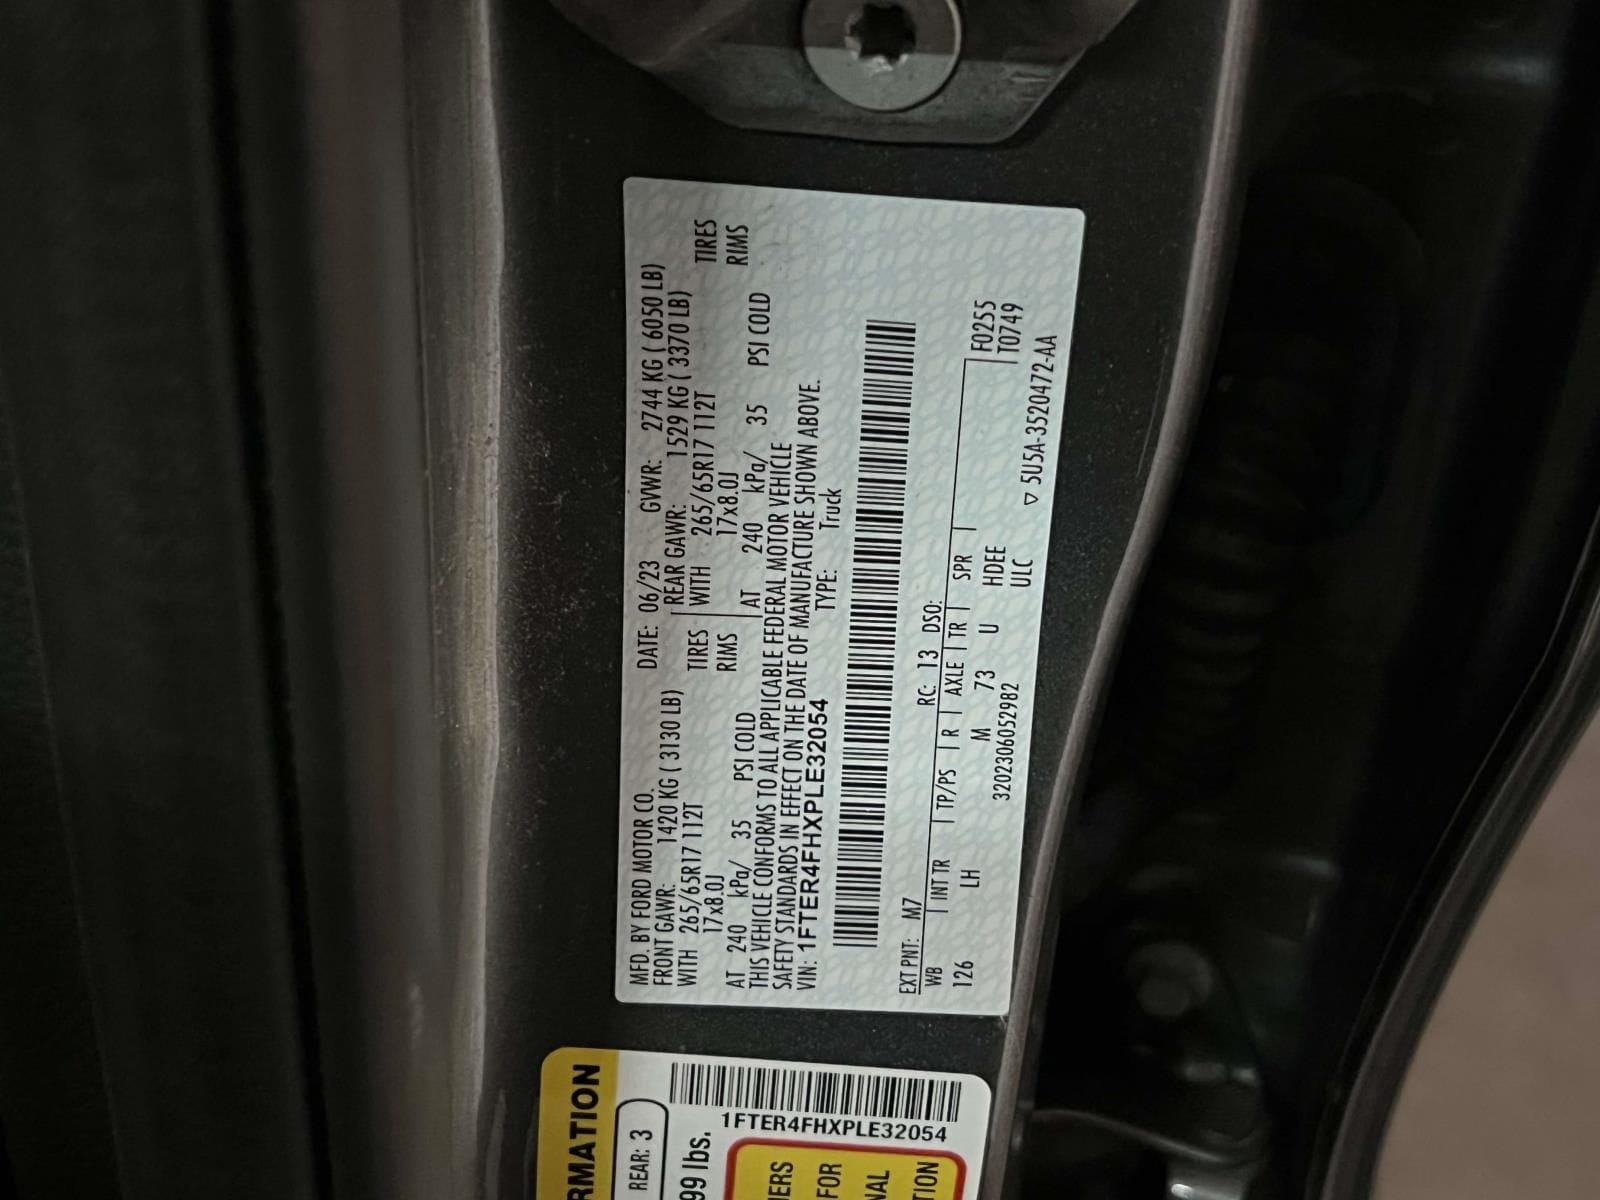 MFD. BY FORD MOTOR CO. DATE: 06/23 GVWR: 2744 KG ( 6050 LB)
FRONT GAWR: 1420 KG ( 3130 LB) REAR GAWR: 1529 KG ( 3370 LB)
WITH 265/65R17 112T TIRES WITH 265/65R17 112T TIRES
17x8.0J RIMS 17x8.0J RIMS
AT 240 kPa/ 35 PSI COLD AT 240 kPa/ 35 PSI COLD
THIS VEHICLE CONFORMS TO ALL APPLICABLE FEDERAL MOTOR VEHICLE
SAFETY STANDARDS IN EFFECT ON THE DATE OF MANUFACTURE SHOWN ABOVE.
VIN: 1FTER4FHXPLE32054 TYPE: Truck
EXT PNT: M7 RC: 13 DSO:
WB | INT TR | TP/PS | R | AXLE | TR | SPR | F0255
126 LH M 73 U HDEE T0749
3202306052982 ULC
▽ 5U5A-3520472-AA
RMATION
REAR: 3
99 lbs.
1FTER4FHXPLE32054
ERS
FOR
NAL
TION